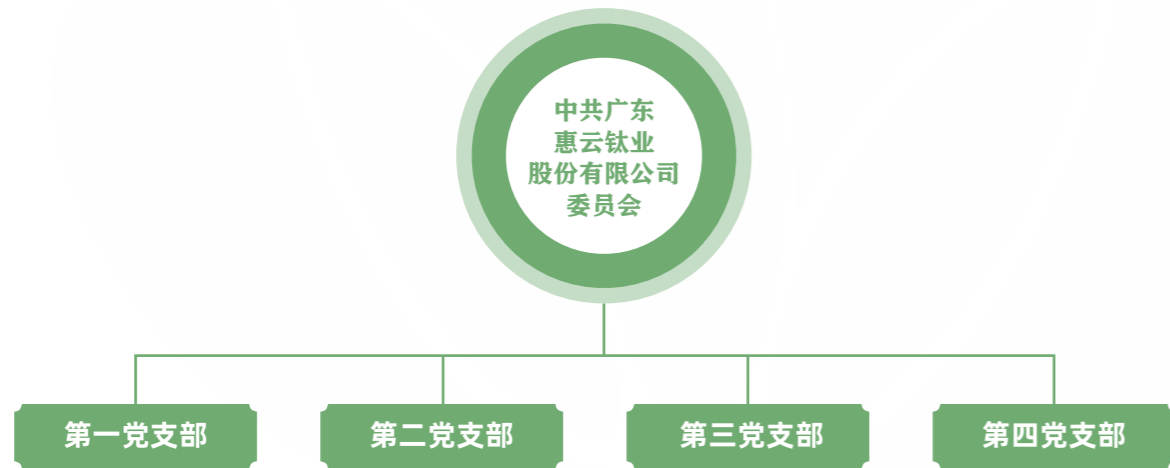 中共广东
惠云钛业
股份有限公司
委员会
第一党支部
第二党支部
第三党支部
第四党支部